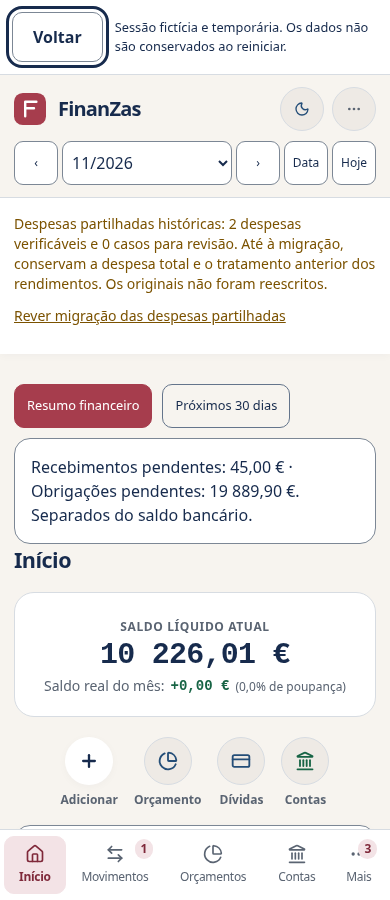 Voltar
Sessão fictícia e temporária. Os dados não
são conservados ao reiniciar.
FinanZas
11/2026
Data
Hoje
Despesas partilhadas históricas: 2 despesas
verificáveis e 0 casos para revisão. Até à migração,
conservam a despesa total e o tratamento anterior dos
rendimentos. Os originais não foram reescritos.
Rever migração das despesas partilhadas
Resumo financeiro
Próximos 30 dias
Recebimentos pendentes: 45,00 € ·
Obrigações pendentes: 19 889,90 €.
Separados do saldo bancário.
Início
SALDO LÍQUIDO ATUAL
10 226,01 €
Saldo real do mês: +0,00 € (0,0% de poupança)
Adicionar
Orçamento
Dívidas
Contas
Início
1
Movimentos
Orçamentos
Contas
3
Mais